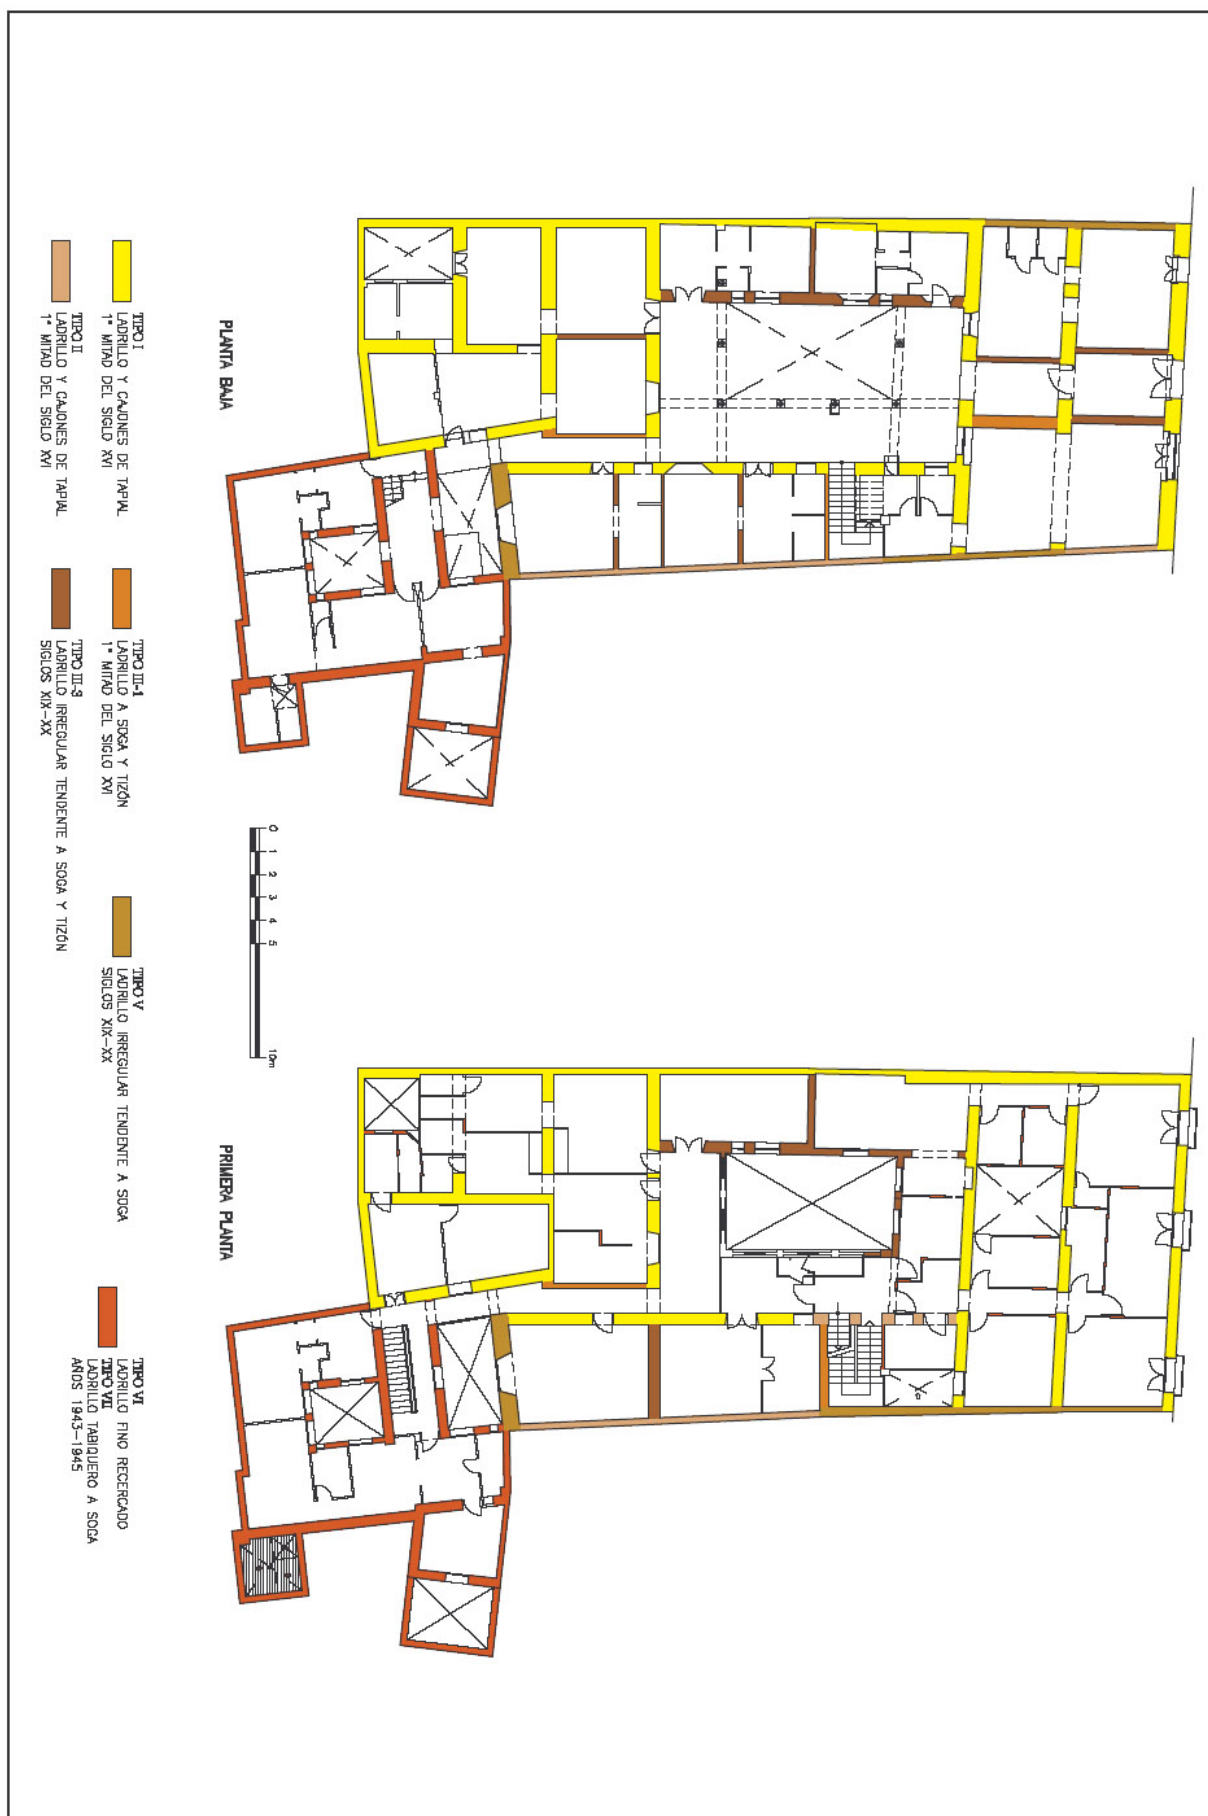 PLANTA BAJA
PRIMERA PLANTA
0 1 2 3 4 5 10m
TIPO I
LADRILLO Y CAJONES DE TAPIAL
1ª MITAD DEL SIGLO XVI
TIPO II
LADRILLO Y CAJONES DE TAPIAL
1ª MITAD DEL SIGLO XVI
TIPO III-1
LADRILLO A SOGA Y TIZÓN
1ª MITAD DEL SIGLO XVI
TIPO III-3
LADRILLO IRREGULAR TENDENTE A SOGA Y TIZÓN
SIGLOS XIX-XX
TIPO V
LADRILLO IRREGULAR TENDENTE A SOGA
SIGLOS XIX-XX
TIPO VI
LADRILLO FINO RECERCADO
TIPO VII
LADRILLO TABIQUERO A SOGA
AÑOS 1943-1945